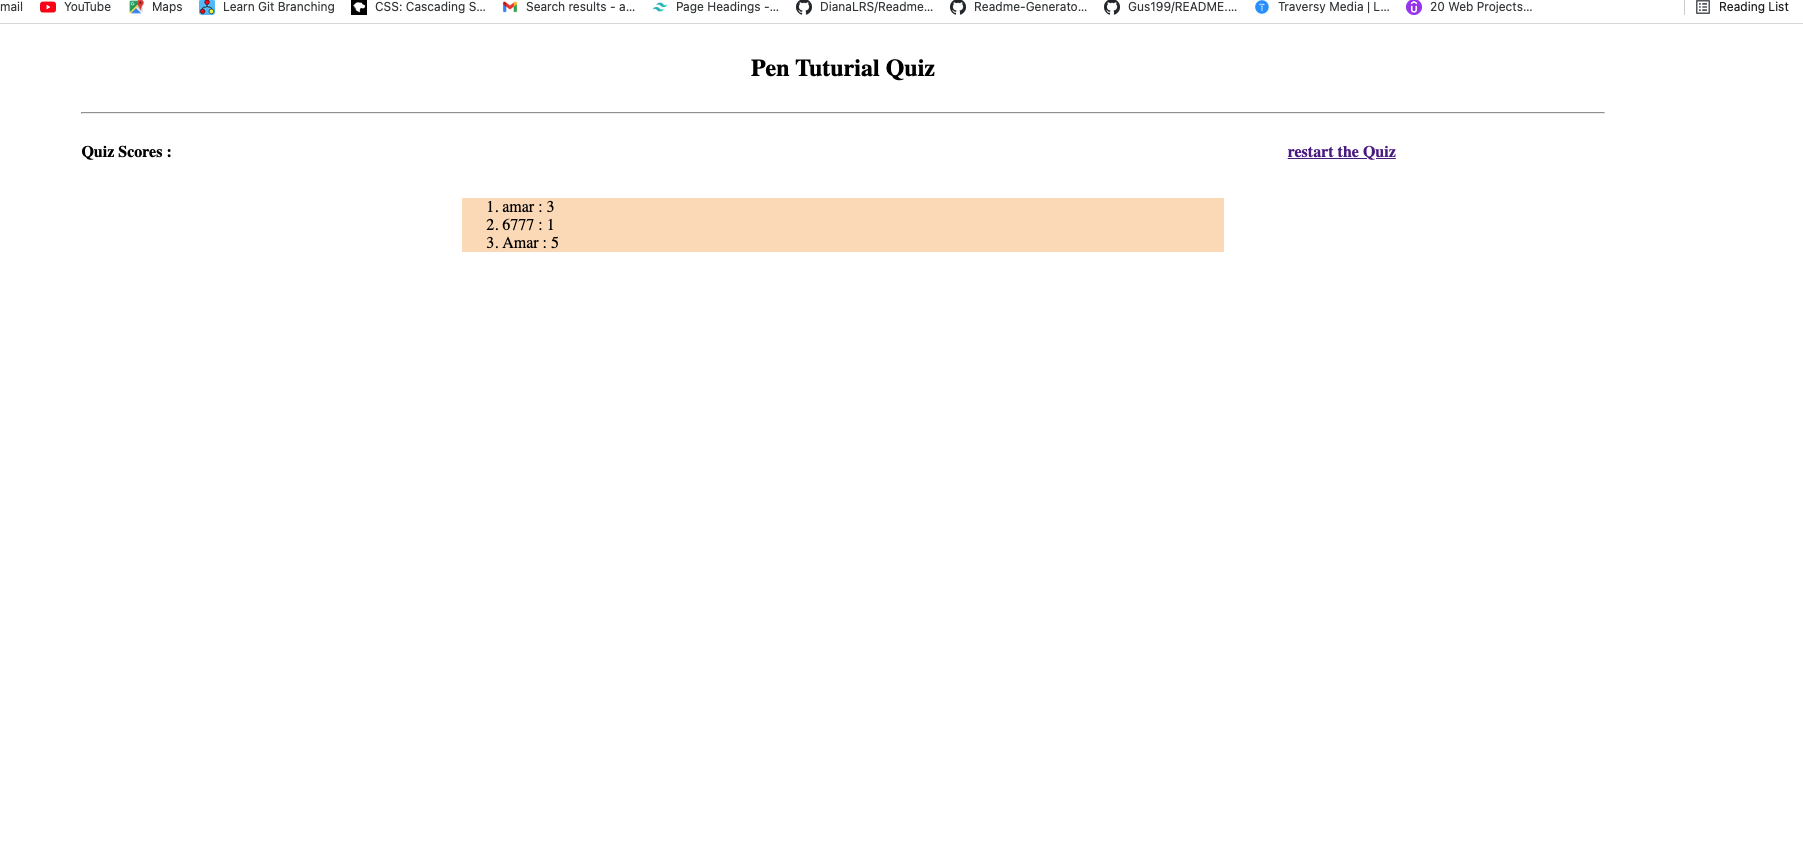 mail YouTube Maps Learn Git Branching CSS: Cascading S... Search results - a... Page Headings -... DianaLRS/Readme... Readme-Generato... Gus199/README.... Traversy Media | L... 20 Web Projects... Reading List
Pen Tuturial Quiz
Quiz Scores : restart the Quiz
1. amar : 3
2. 6777 : 1
3. Amar : 5